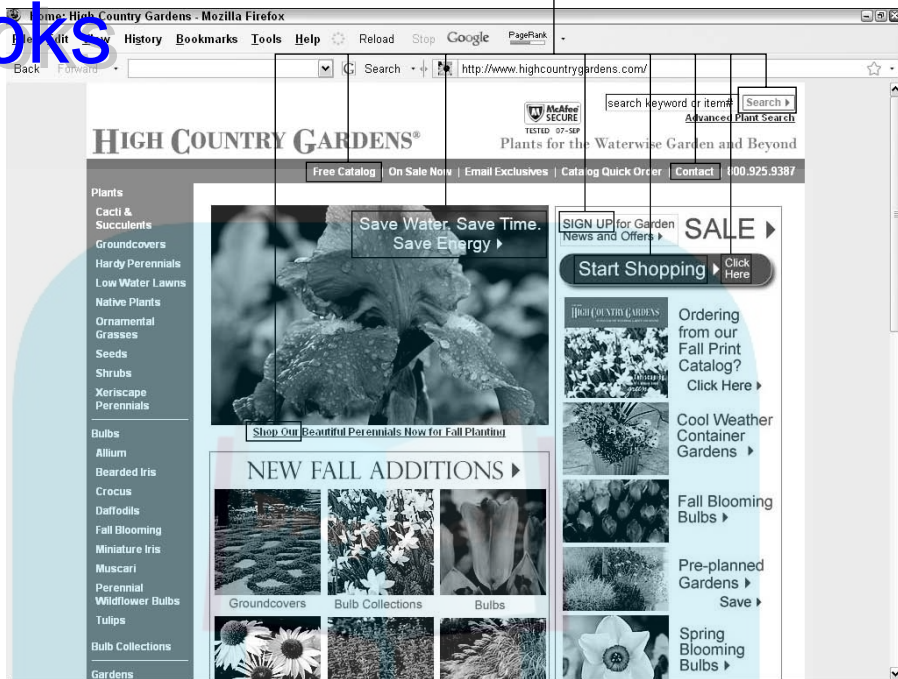 Home: High Country Gardens - Mozilla Firefox
oks
History Bookmarks Tools Help Reload Stop Google PageRank
Back Forward G Search http://www.highcountrygardens.com/
search keyword or item# Search
Advanced Plant Search
McAfee SECURE
TESTED 07-SEP
HIGH COUNTRY GARDENS®
Plants for the Waterwise Garden and Beyond
Free Catalog | On Sale Now | Email Exclusives | Catalog Quick Order | Contact 800.925.9387
Plants
Cacti &
Succulents
Groundcovers
Hardy Perennials
Low Water Lawns
Native Plants
Ornamental
Grasses
Seeds
Shrubs
Xeriscape
Perennials
Bulbs
Allium
Bearded Iris
Crocus
Daffodils
Fall Blooming
Miniature Iris
Muscari
Perennial
Wildflower Bulbs
Tulips
Bulb Collections
Gardens
Save Water. Save Time.
Save Energy
Shop Our Beautiful Perennials Now for Fall Planting
NEW FALL ADDITIONS
Groundcovers Bulb Collections Bulbs
SIGN UP for Garden
News and Offers
SALE
Start Shopping
Click
Here
HIGH COUNTRY GARDENS
Ordering
from our
Fall Print
Catalog?
Click Here
Cool Weather
Container
Gardens
Fall Blooming
Bulbs
Pre-planned
Gardens
Save
Spring
Blooming
Bulbs